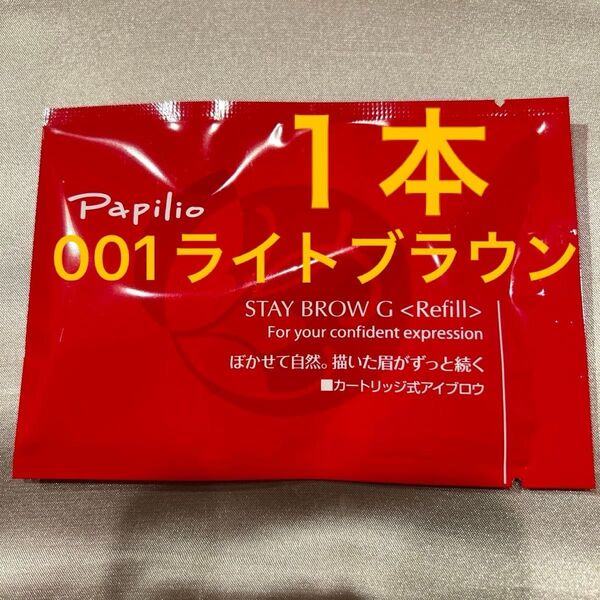 1本
Papilio
001ライトブラウン
STAY BROW G <Refill>
For your confident expression
ぼかせて自然。描いた眉がずっと続く
■カートリッジ式アイブロウ